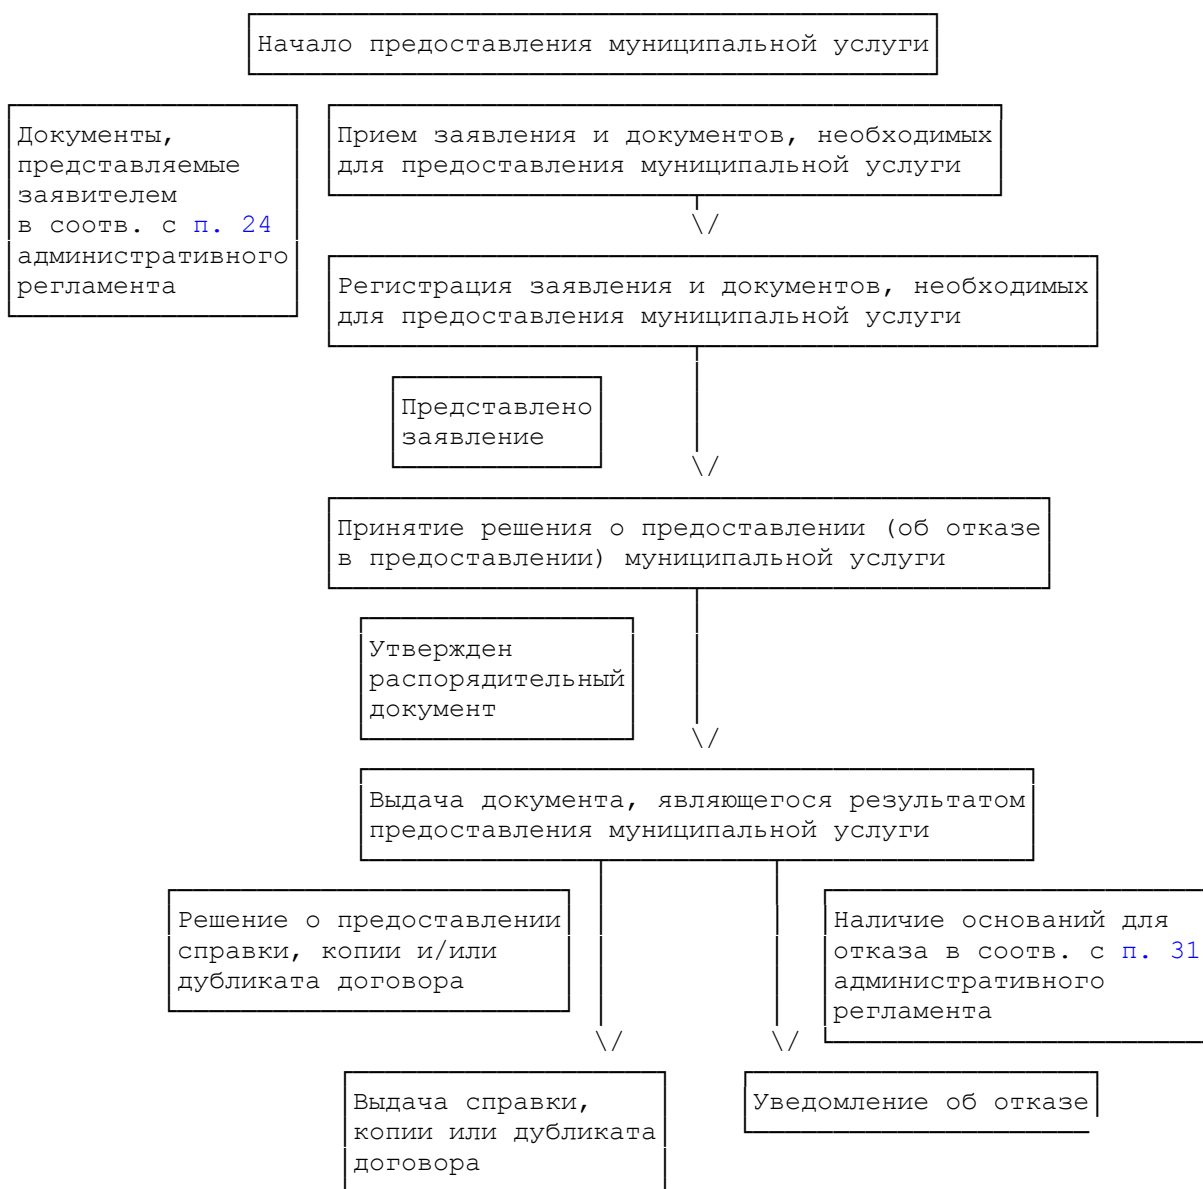 Начало предоставления муниципальной услуги
Документы,
представляемые
заявителем
в соотв. с п. 24
административного
регламента
Прием заявления и документов, необходимых
для предоставления муниципальной услуги
Регистрация заявления и документов, необходимых
для предоставления муниципальной услуги
Представлено
заявление
Принятие решения о предоставлении (об отказе
в предоставлении) муниципальной услуги
Утвержден
распорядительный
документ
Выдача документа, являющегося результатом
предоставления муниципальной услуги
Решение о предоставлении
справки, копии и/или
дубликата договора
Наличие оснований для
отказа в соотв. с п. 31
административного
регламента
Выдача справки,
копии или дубликата
договора
Уведомление об отказе